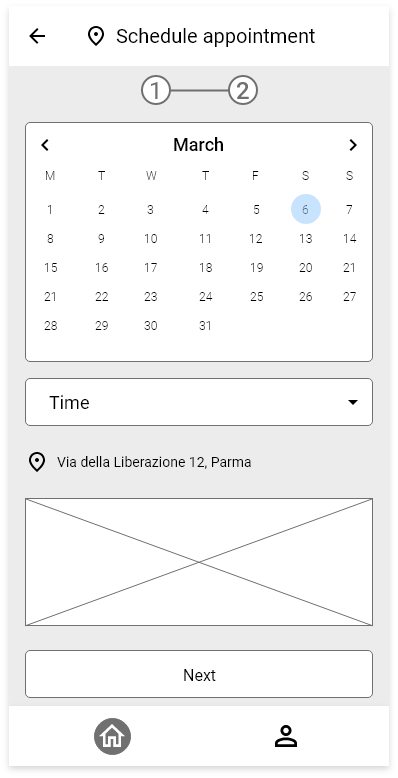 Schedule appointment
1 2
March
M T W T F S S
1 2 3 4 5 6 7
8 9 10 11 12 13 14
15 16 17 18 19 20 21
21 22 23 24 25 26 27
28 29 30 31
Time
Via della Liberazione 12, Parma
Next